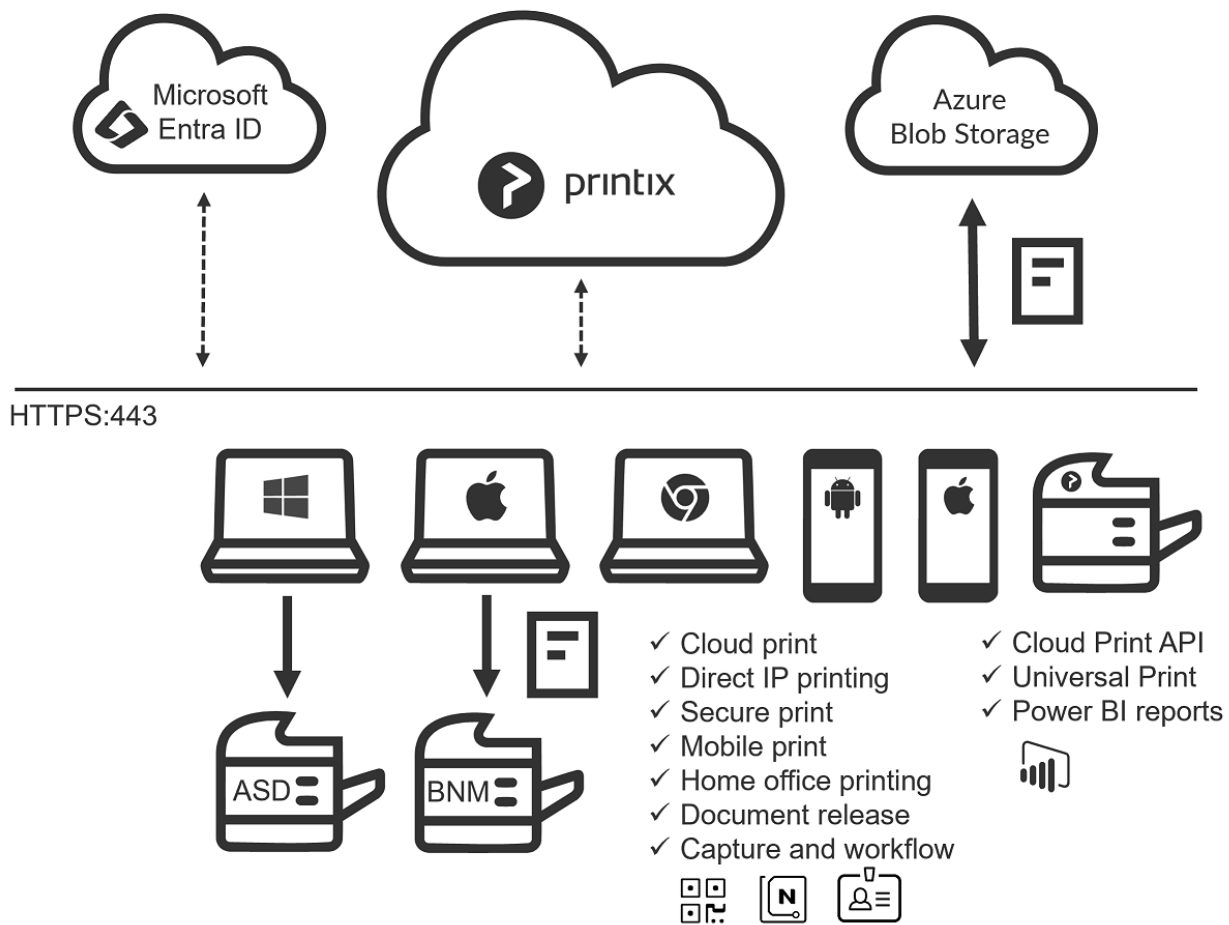 Microsoft
Entra ID
printix
Azure
Blob Storage
HTTPS:443
ASD
BNM
✓ Cloud print
✓ Direct IP printing
✓ Secure print
✓ Mobile print
✓ Home office printing
✓ Document release
✓ Capture and workflow
✓ Cloud Print API
✓ Universal Print
✓ Power BI reports
N